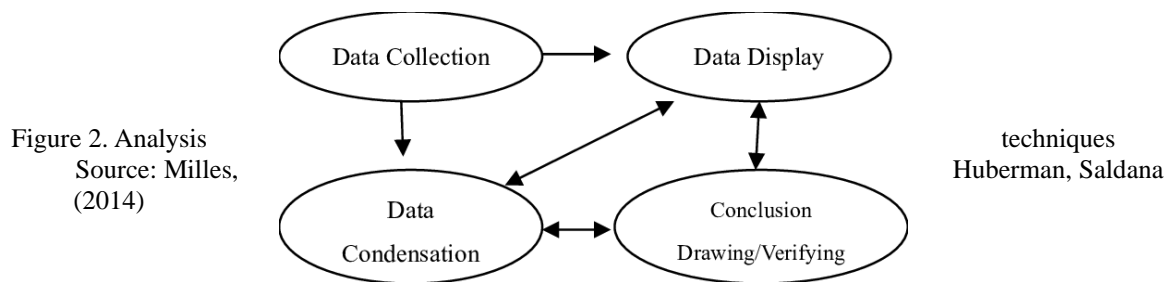 Data Collection
Data Display
Figure 2. Analysis techniques
Source: Milles, Huberman, Saldana
(2014)
Data
Condensation
Conclusion
Drawing/Verifying